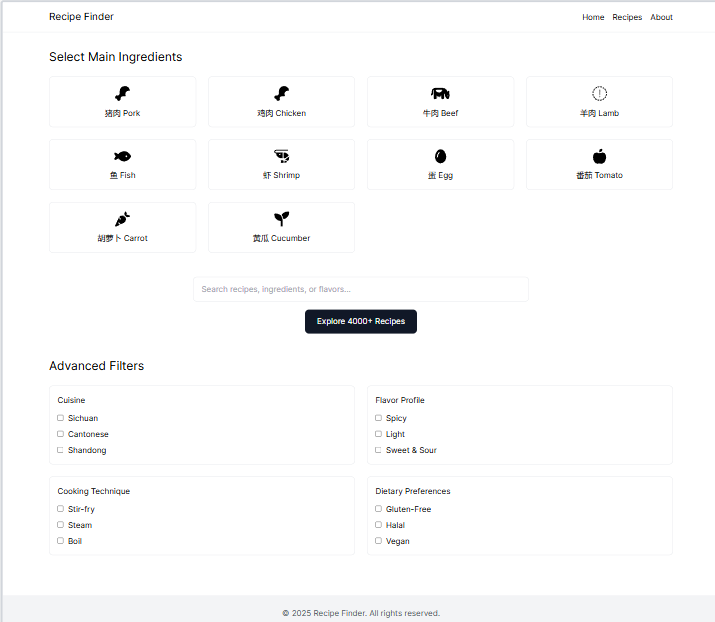 Recipe Finder
Home Recipes About
Select Main Ingredients
猪肉 Pork
鸡肉 Chicken
牛肉 Beef
羊肉 Lamb
鱼 Fish
虾 Shrimp
蛋 Egg
番茄 Tomato
胡萝卜 Carrot
黄瓜 Cucumber
Search recipes, ingredients, or flavors...
Explore 4000+ Recipes
Advanced Filters
Cuisine
Sichuan
Cantonese
Shandong
Flavor Profile
Spicy
Light
Sweet & Sour
Cooking Technique
Stir-fry
Steam
Boil
Dietary Preferences
Gluten-Free
Halal
Vegan
© 2025 Recipe Finder. All rights reserved.